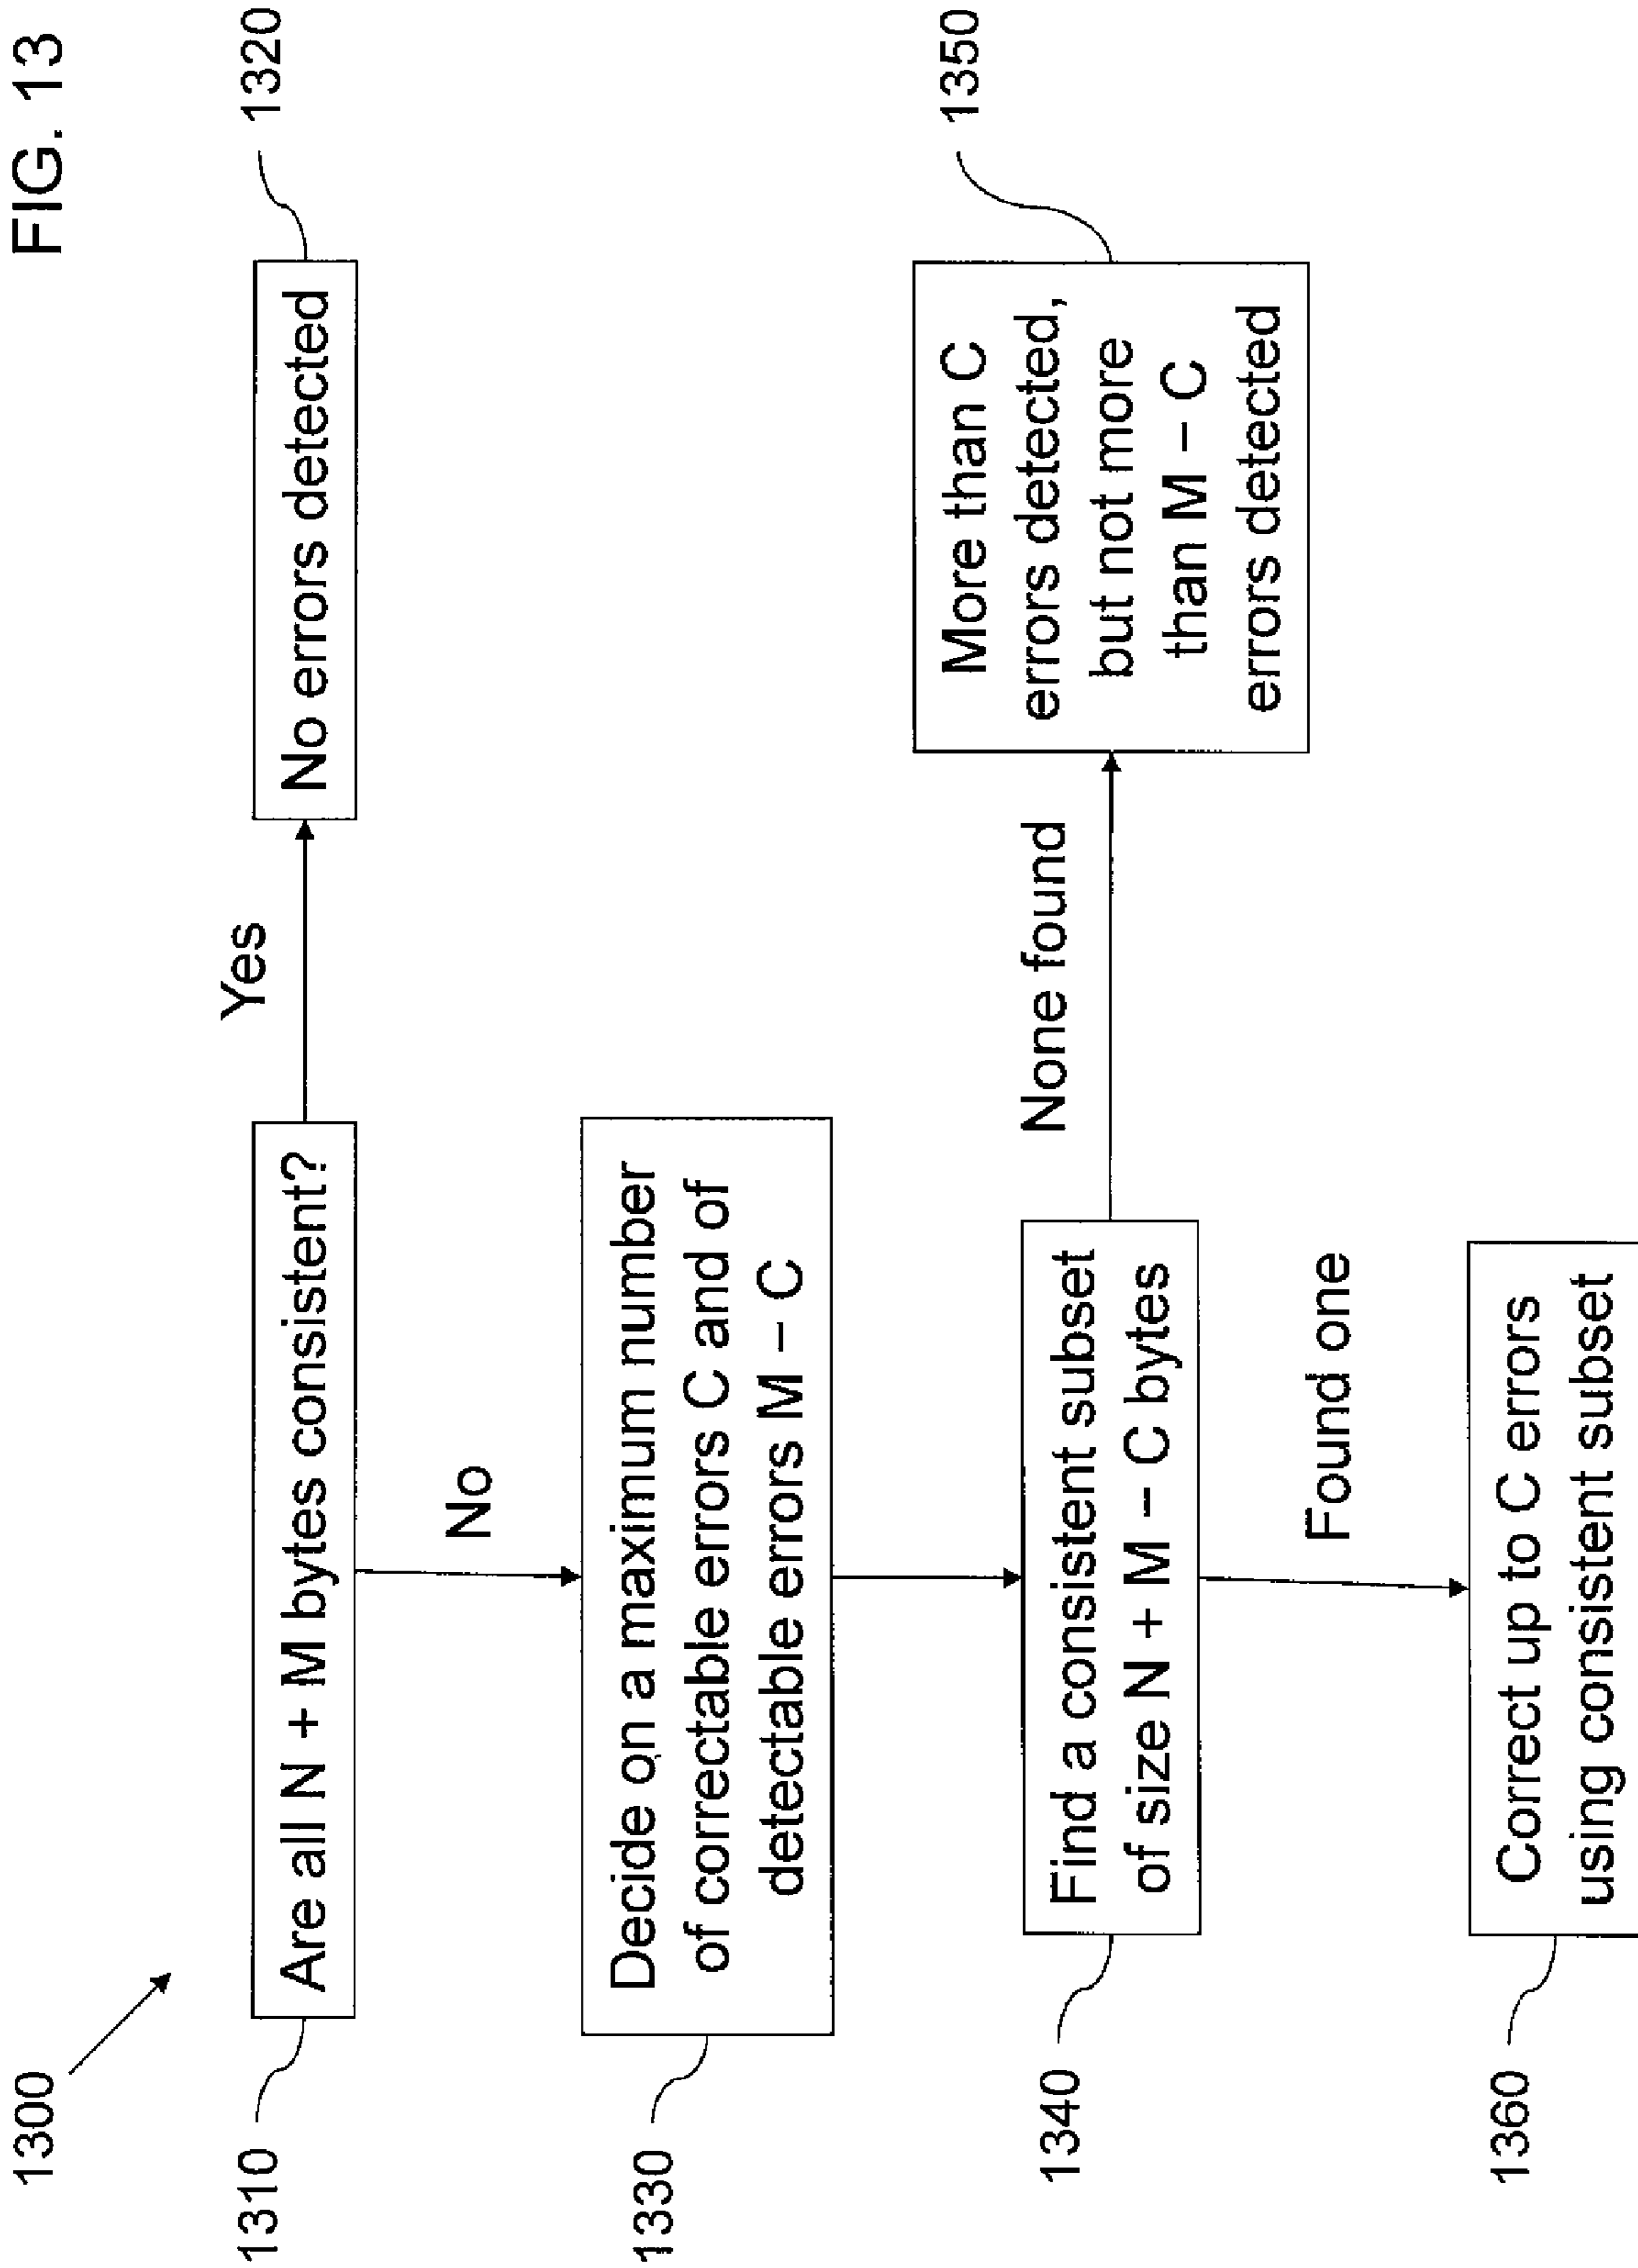 FIG. 13
1300
1310
Are all N + M bytes consistent?
Yes
No errors detected
1320
No
1330
Decide on a maximum number
of correctable errors C and of
detectable errors M – C
1340
Find a consistent subset
of size N + M – C bytes
None found
More than C
errors detected,
but not more
than M – C
errors detected
1350
Found one
1360
Correct up to C errors
using consistent subset